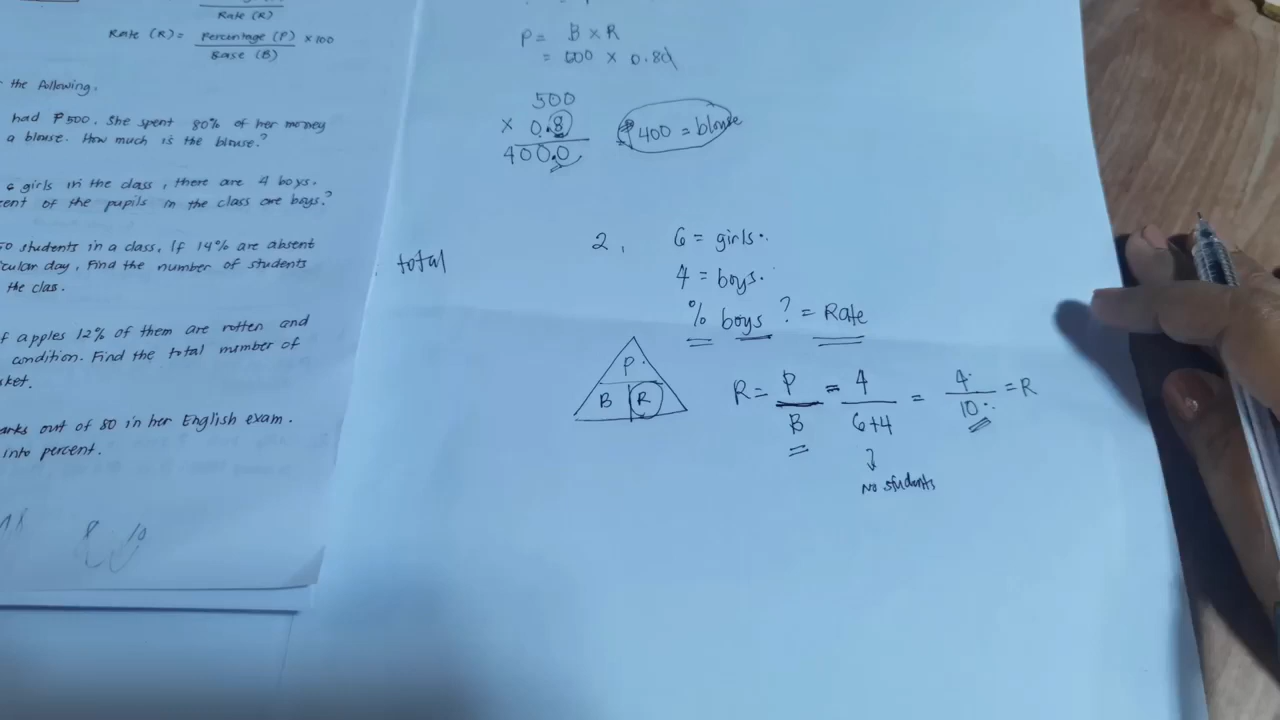 Rate (R)
Rate (R) = Percentage (P) x 100
Base (B)
the following.
had ₱500. She spent 80% of her money
a blouse. How much is the blouse?
6 girls in the class, there are 4 boys.
cent of the pupils in the class are boys?
50 students in a class, If 14% are absent
cular day, Find the number of students
the clas.
f apples 12% of them are rotten and
condition. Find the total number of
sket.
arks out of 50 in her English exam.
into percent.
P = B x R
= 500 x 0.80
500
x 0.8
400.0
₱400 = blouse
total
2. 6 = girls.
4 = boys.
% boys ? = Rate
P
B R
R = P = 4 = 4 = R
B 6+4 10
No students